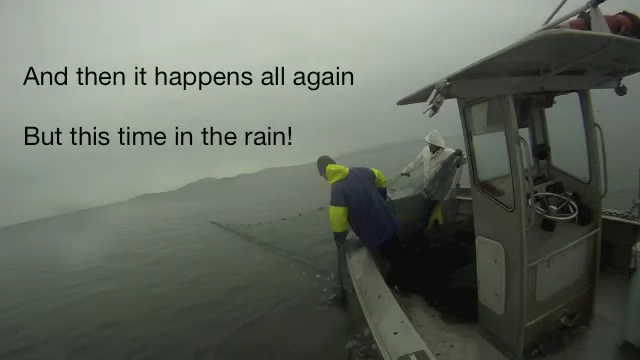 And then it happens all again
But this time in the rain!